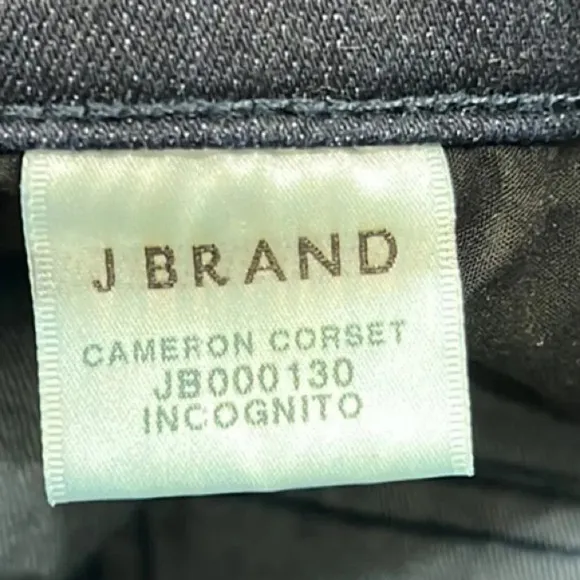 J BRAND
CAMERON CORSET
JB000130
INCOGNITO